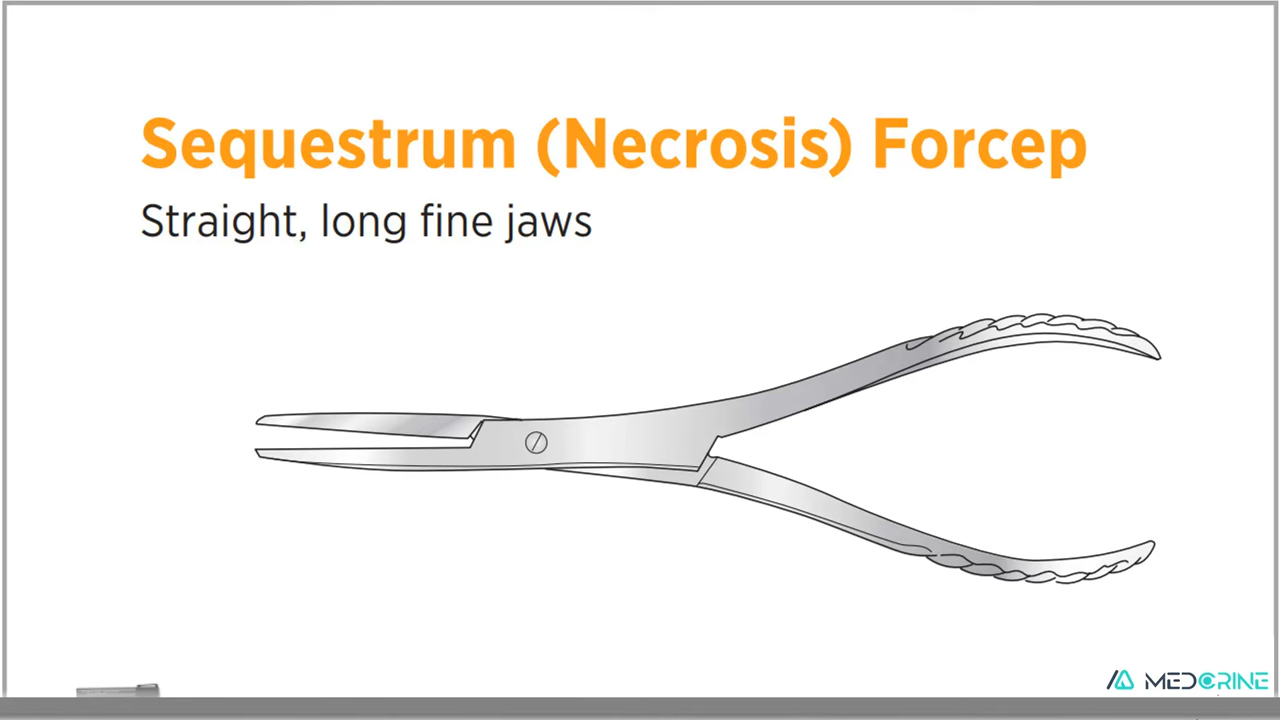 Sequestrum (Necrosis) Forcep
Straight, long fine jaws
MEDCRINE